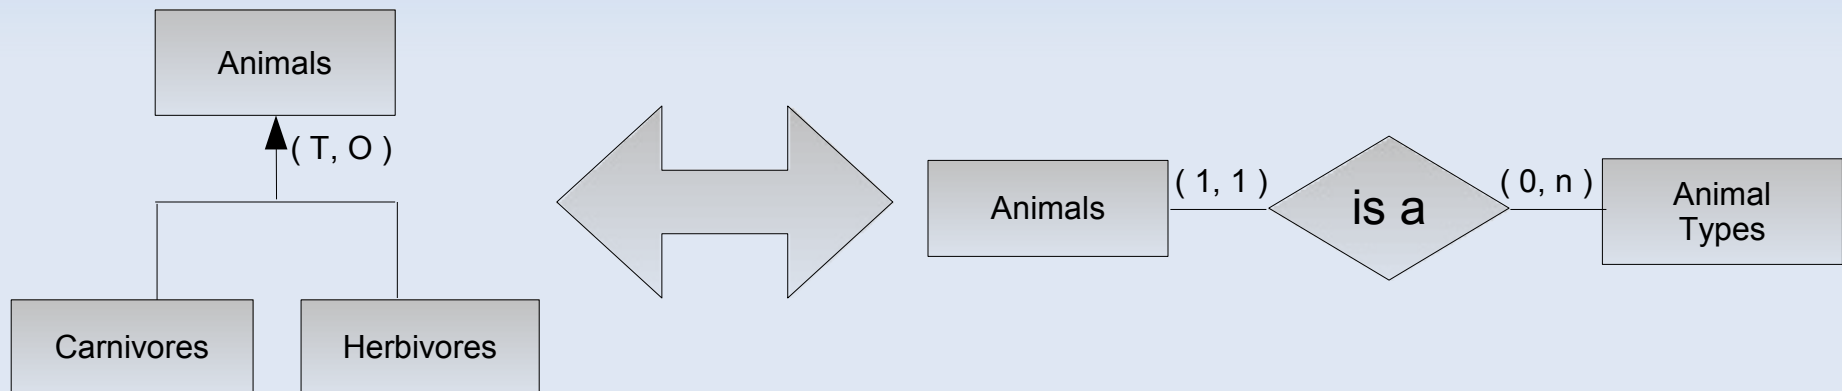 Animals
( T, O )
Carnivores
Herbivores
Animals
( 1, 1 )
is a
( 0, n )
Animal
Types